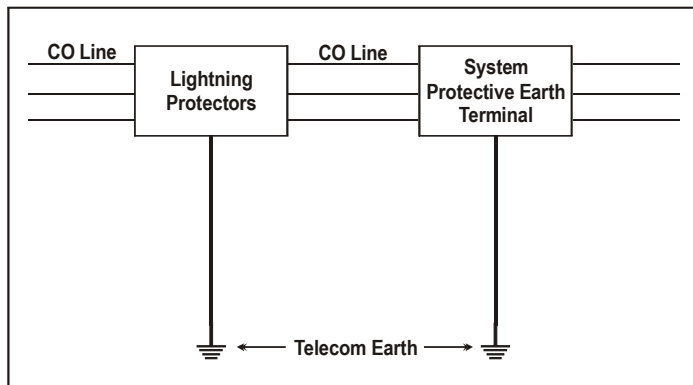 CO Line
Lightning
Protectors
CO Line
System
Protective Earth
Terminal
Telecom Earth